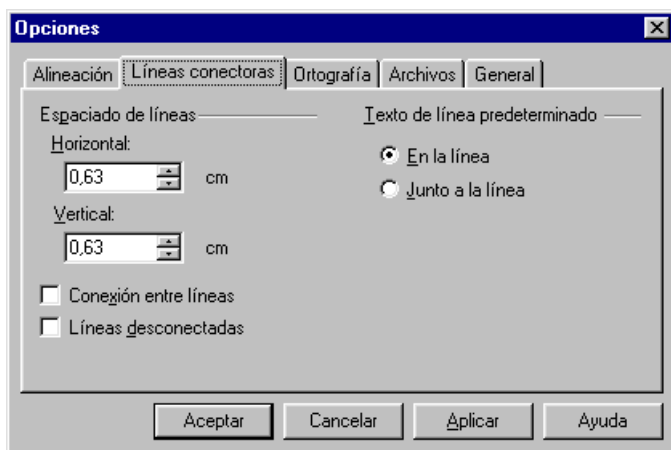 Opciones
Alineación Líneas conectoras Ortografía Archivos General
Espaciado de líneas
Horizontal:
0,63 cm
Vertical:
0,63 cm
Conexión entre líneas
Líneas desconectadas
Texto de línea predeterminado
En la línea
Junto a la línea
Aceptar Cancelar Aplicar Ayuda